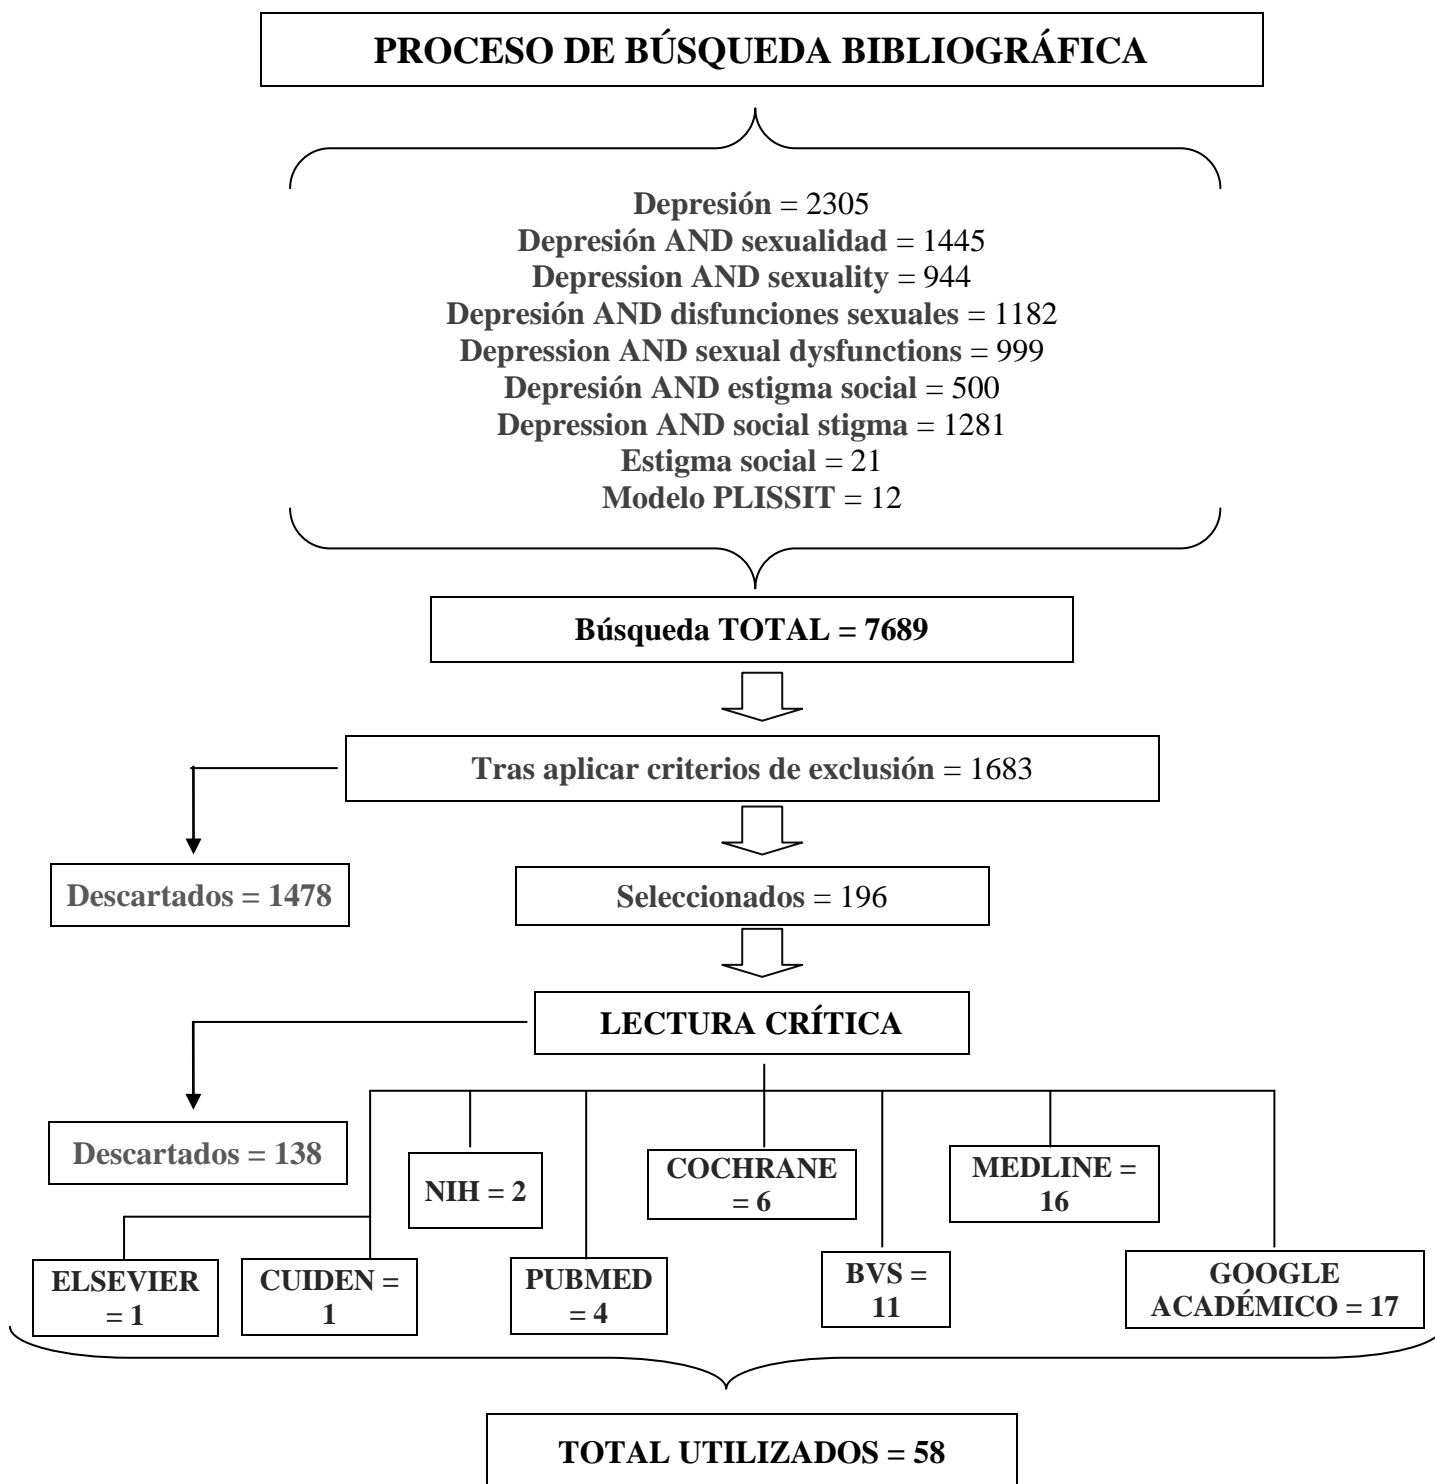 PROCESO DE BÚSQUEDA BIBLIOGRÁFICA
Depresión = 2305
Depresión AND sexualidad = 1445
Depression AND sexuality = 944
Depresión AND disfunciones sexuales = 1182
Depression AND sexual dysfunctions = 999
Depresión AND estigma social = 500
Depression AND social stigma = 1281
Estigma social = 21
Modelo PLISSIT = 12
Búsqueda TOTAL = 7689
Tras aplicar criterios de exclusión = 1683
Descartados = 1478
Seleccionados = 196
LECTURA CRÍTICA
Descartados = 138
NIH = 2
COCHRANE
= 6
MEDLINE =
16
ELSEVIER
= 1
CUIDEN =
1
PUBMED
= 4
BVS =
11
GOOGLE
ACADÉMICO = 17
TOTAL UTILIZADOS = 58